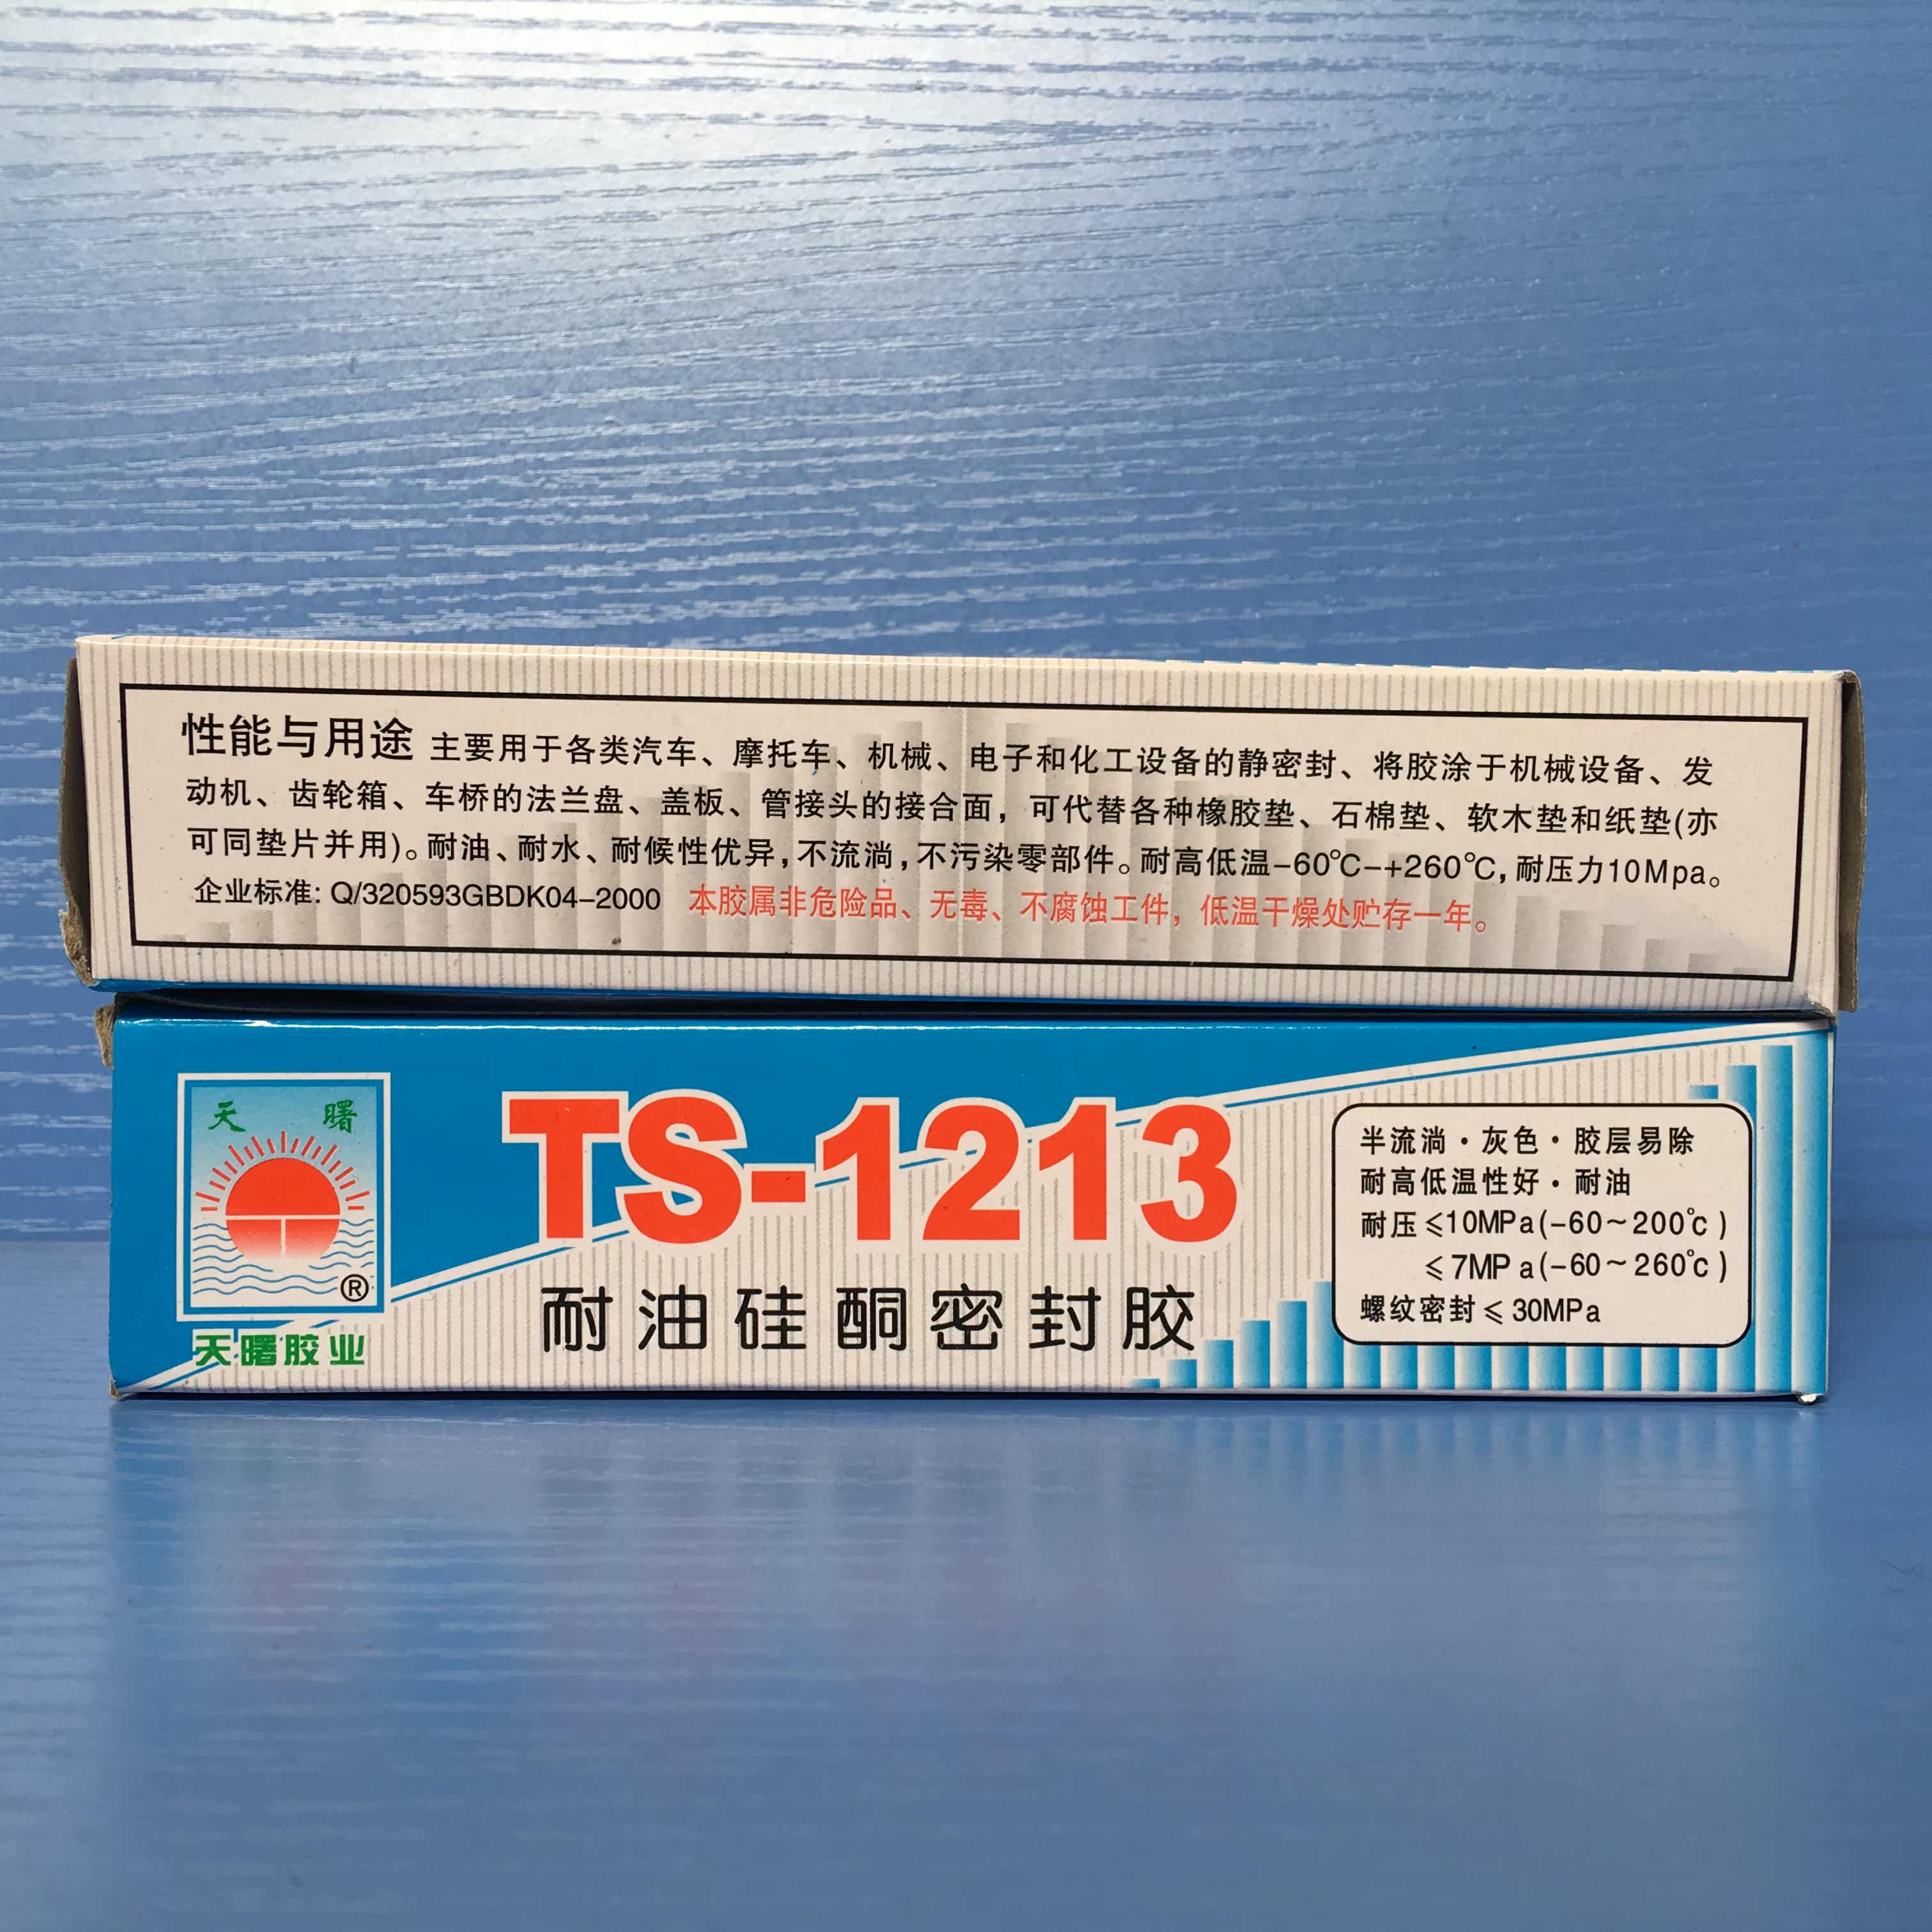 性能与用途 主要用于各类汽车、摩托车、机械、电子和化工设备的静密封、将胶涂于机械设备、发
动机、齿轮箱、车桥的法兰盘、盖板、管接头的接合面，可代替各种橡胶垫、石棉垫、软木垫和纸垫(亦
可同垫片并用)。耐油、耐水、耐候性优异，不流淌，不污染零部件。耐高低温-60℃-+260℃，耐压力10Mpa。
企业标准: Q/320593GBDK04-2000 本胶属非危险品、无毒、不腐蚀工件，低温干燥处贮存一年。
天曙
®
天曙胶业
TS-1213
耐油硅酮密封胶
半流淌·灰色·胶层易除
耐高低温性好·耐油
耐压≤10MPa(-60~200℃)
≤7MPa(-60~260℃)
螺纹密封≤30MPa